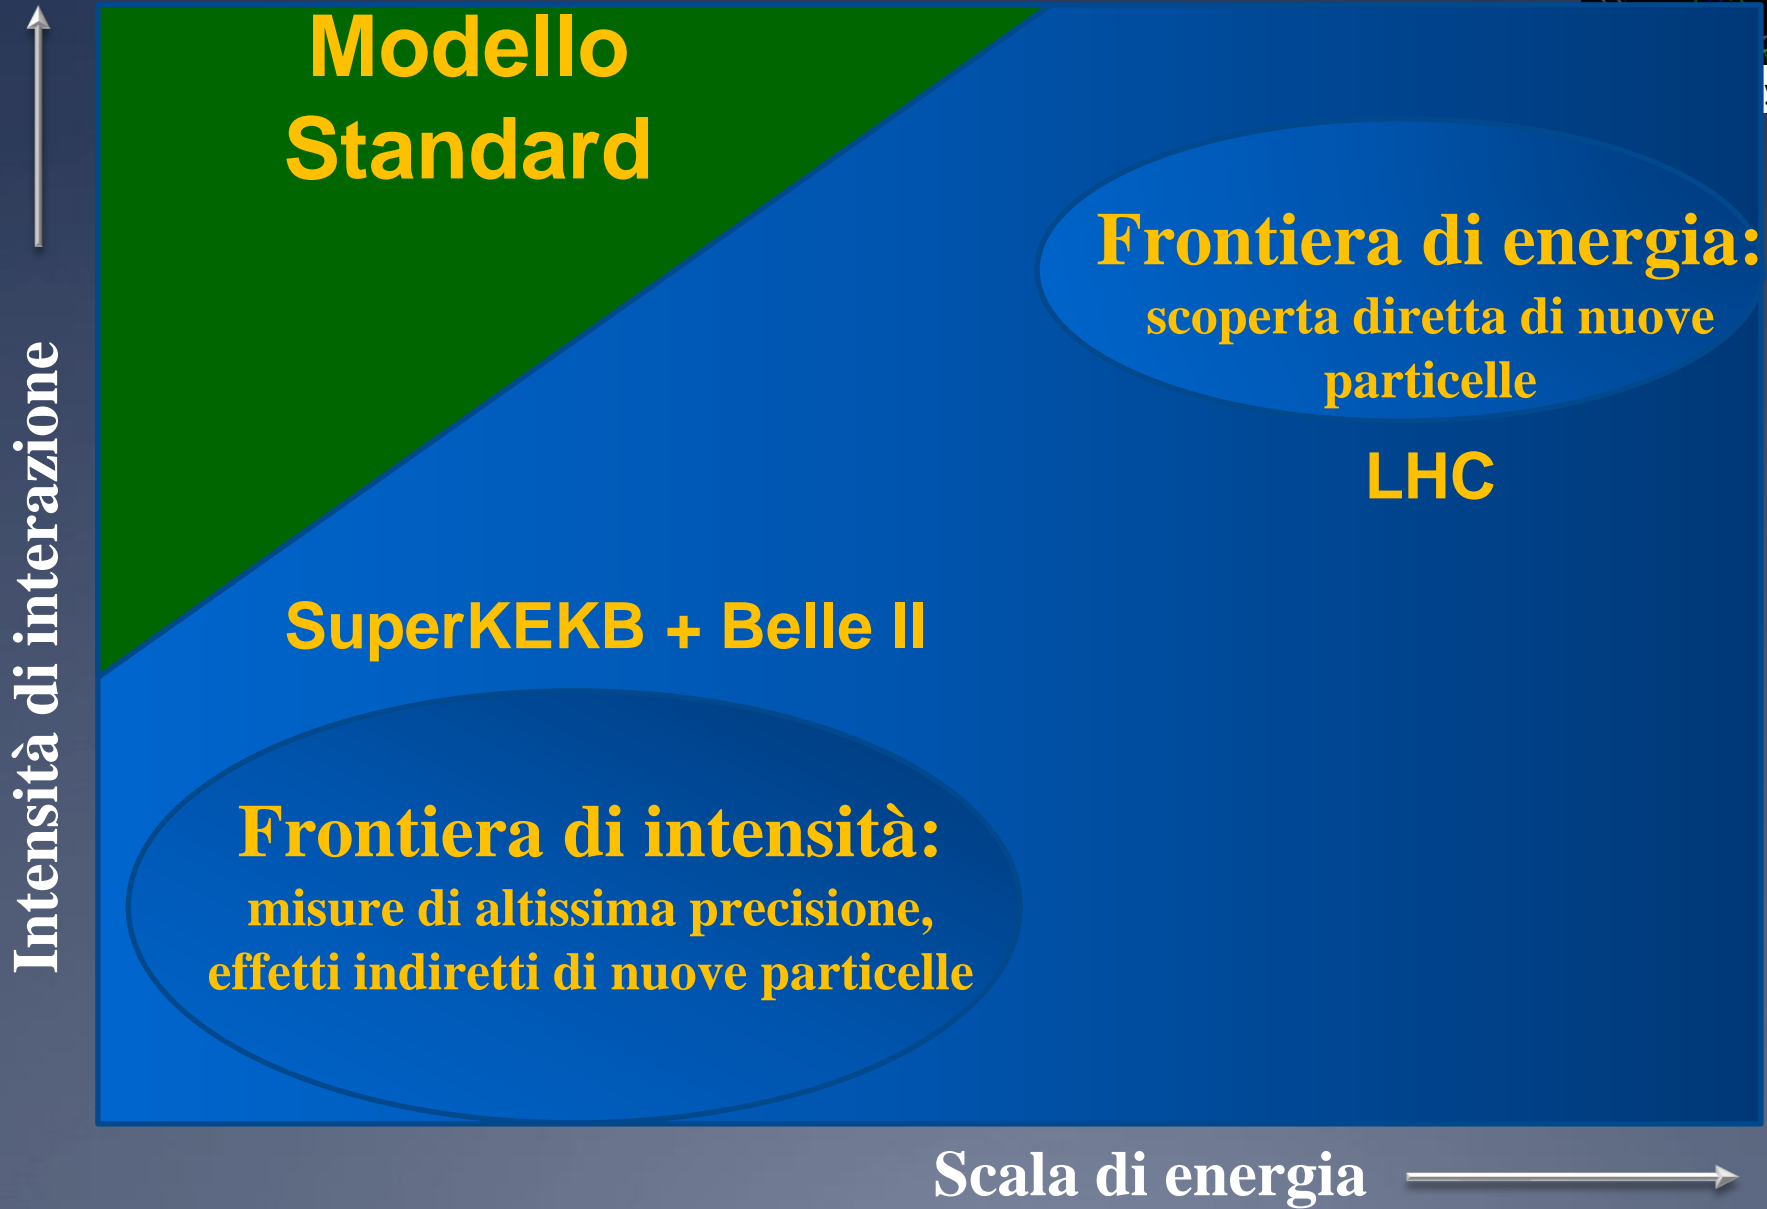 Modello
Standard
Frontiera di energia:
scoperta diretta di nuove
particelle
LHC
SuperKEKB + Belle II
Frontiera di intensità:
misure di altissima precisione,
effetti indiretti di nuove particelle
Intensità di interazione
Scala di energia